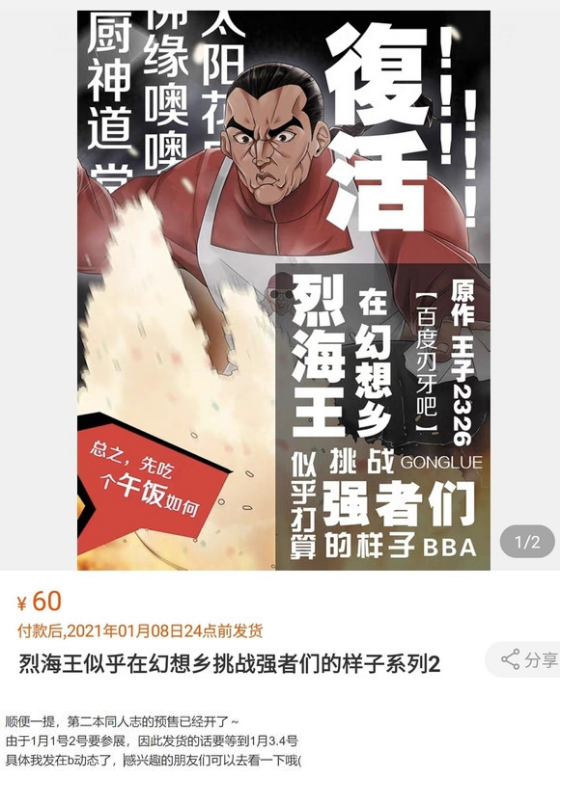 !!!
!!!
復活
太阳花
佛缘噢噢
厨神道
原作 王子2326
【百度刃牙吧】
在幻想乡
烈海王
似乎打算
挑战 GONGLUE
强者们
的样子BBA
总之，先吃
个午饭如何
1/2
¥60
付款后,2021年01月08日24点前发货
烈海王似乎在幻想乡挑战强者们的样子系列2
分享
顺便一提，第二本同人志的预售已经开了~
由于1月1号2号要参展，因此发货的话要等到1月3.4号
具体我发在b动态了，感兴趣的朋友们可以去看一下哦(